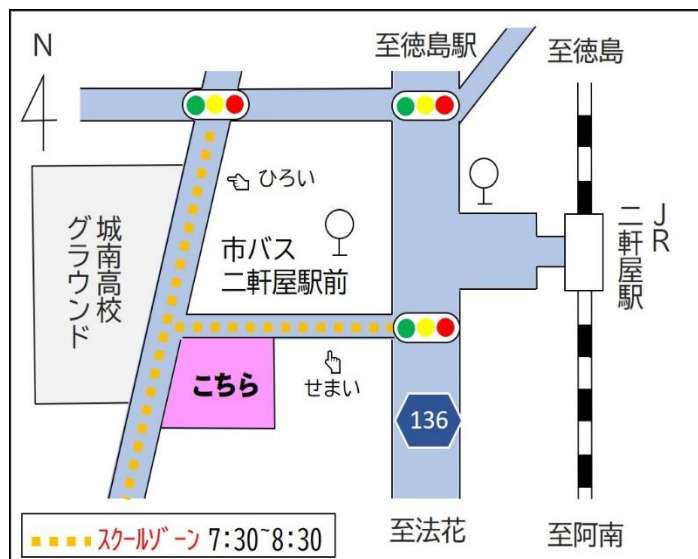 N
至徳島駅
至徳島
ひろい
城南高校
グラウンド
市バス
二軒屋駅前
JR
二軒屋駅
こちら
せまい
136
至法花
至阿南
スクールゾーン 7:30~8:30